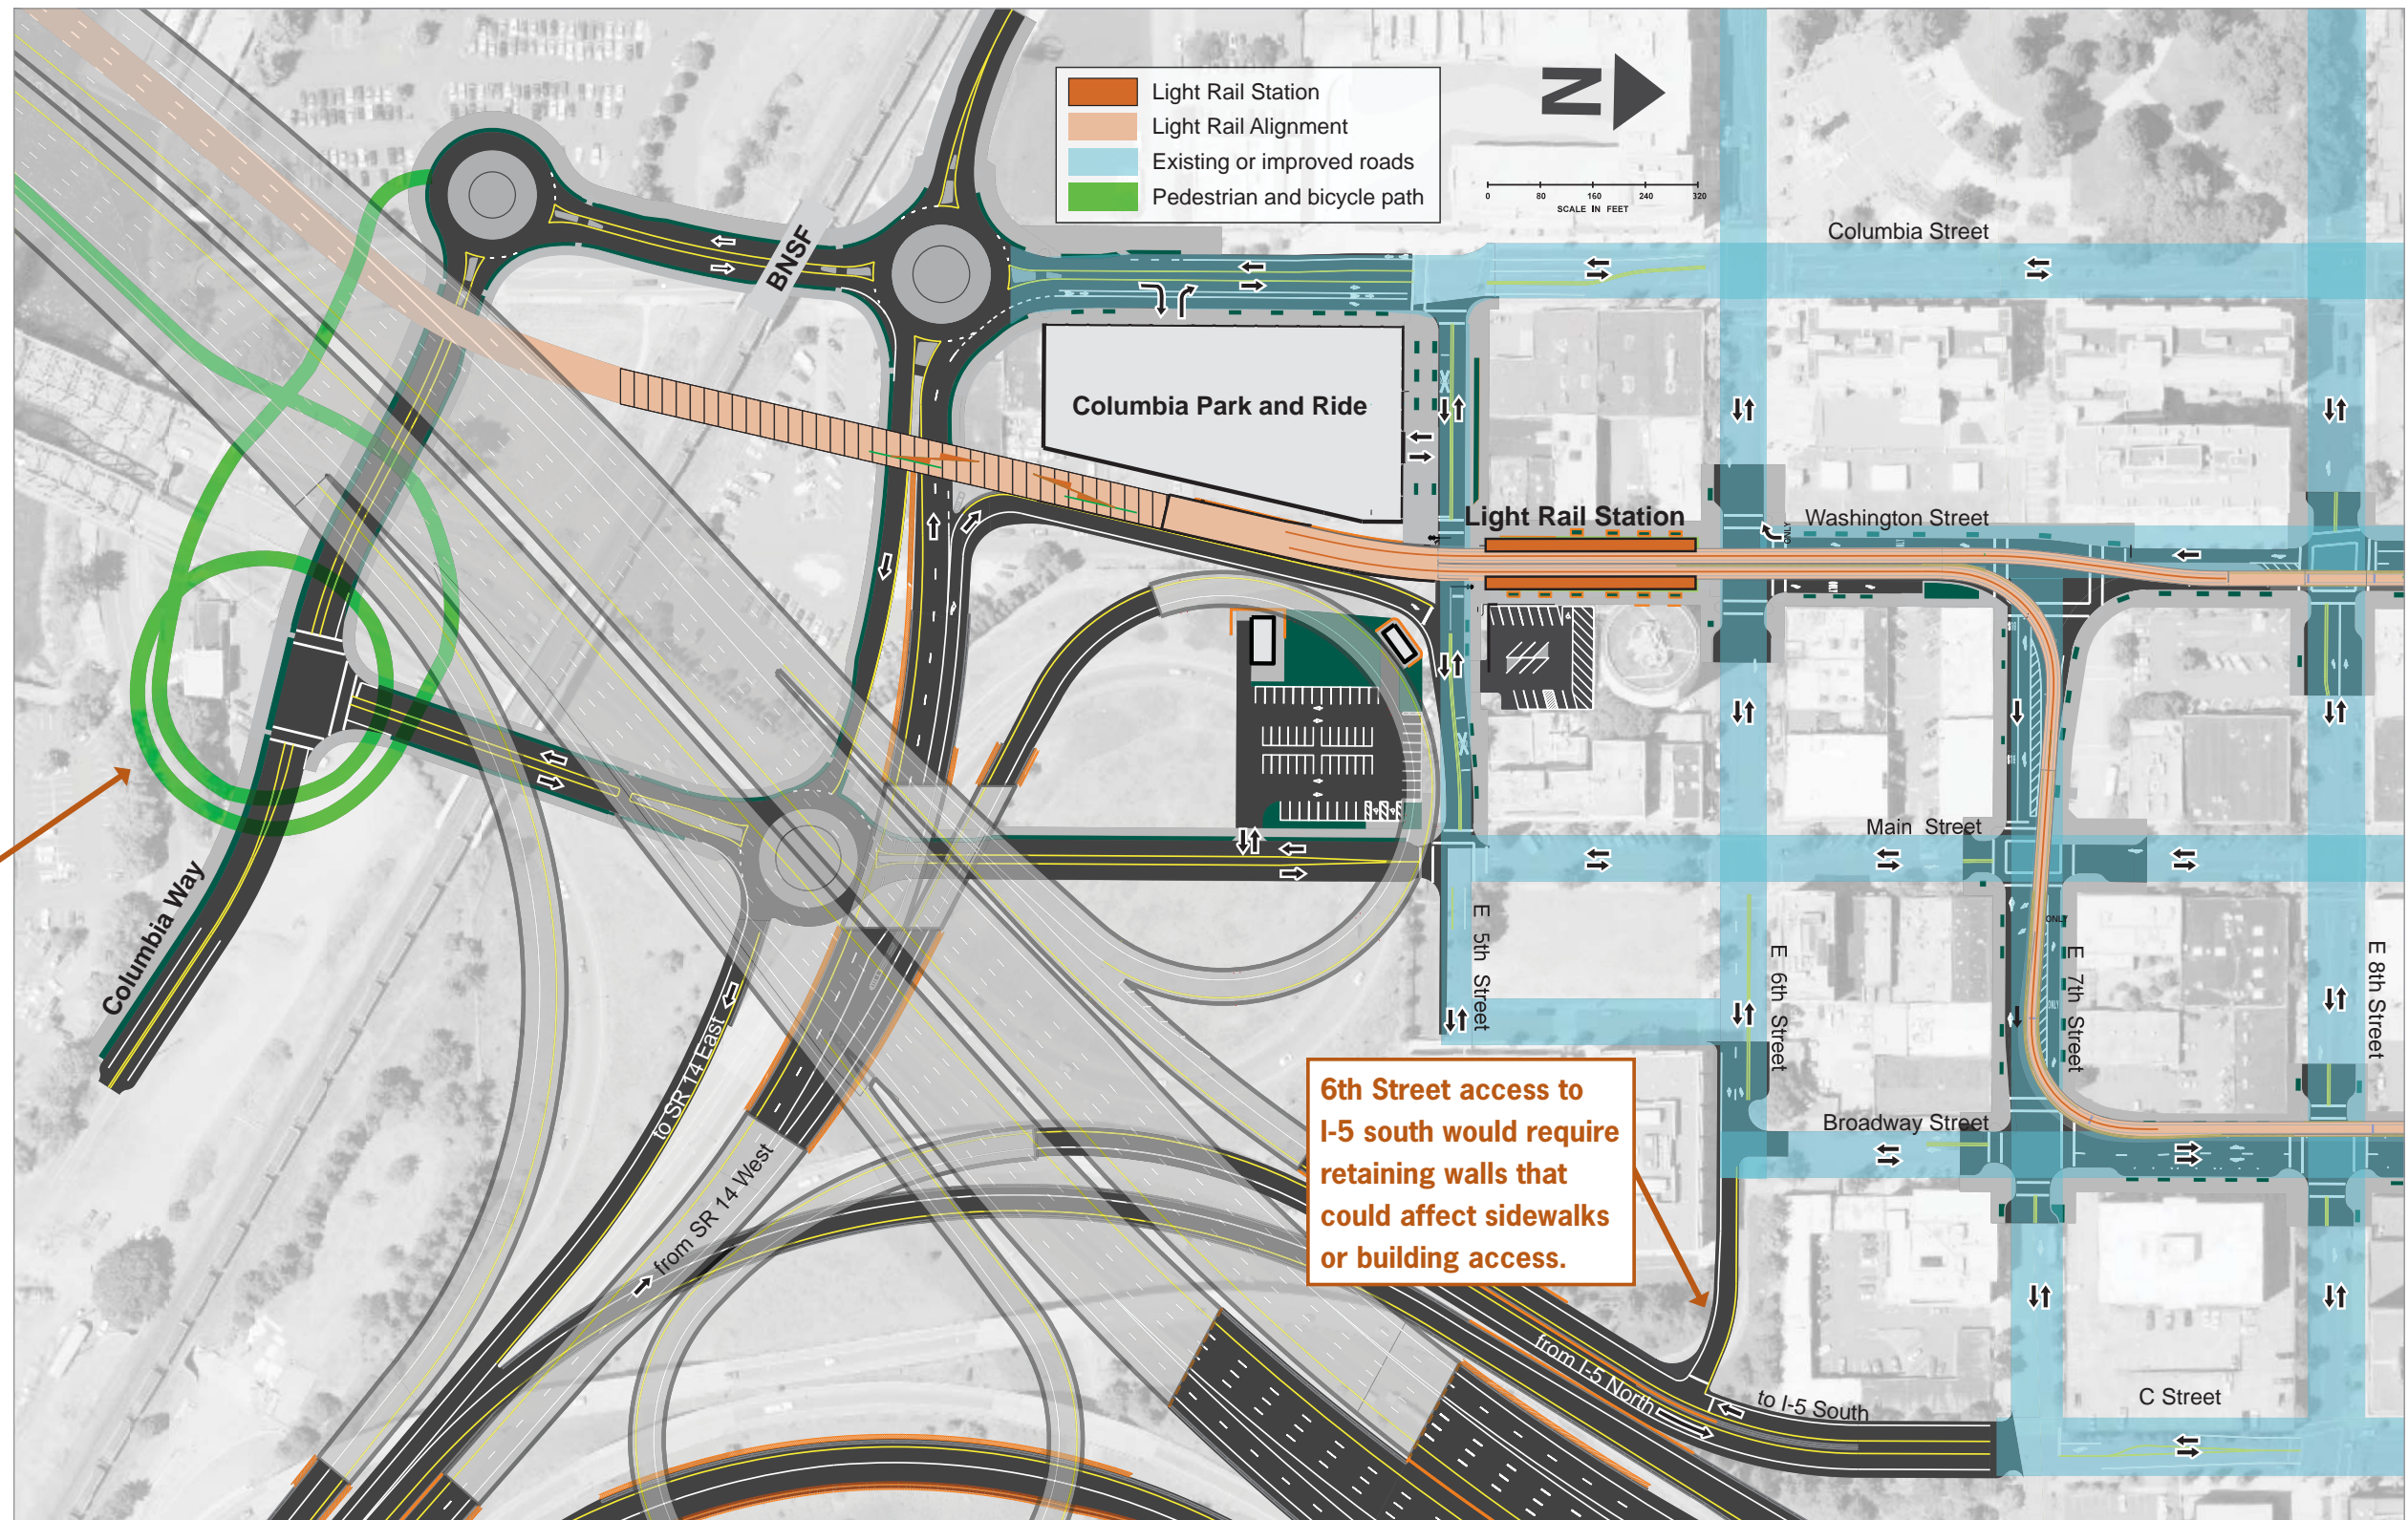 Light Rail Station
Light Rail Alignment
Existing or improved roads
Pedestrian and bicycle path
N
0 80 160 240 320
SCALE IN FEET
BNSF
Columbia Street
Columbia Park and Ride
Light Rail Station
Washington Street
ONLY
Main Street
Columbia Way
E 5th Street
E 6th Street
E 7th Street
E 8th Street
ONLY
ONLY
to SR 14 East
from SR 14 West
6th Street access to
I-5 south would require
retaining walls that
could affect sidewalks
or building access.
Broadway Street
from I-5 North
to I-5 South
C Street